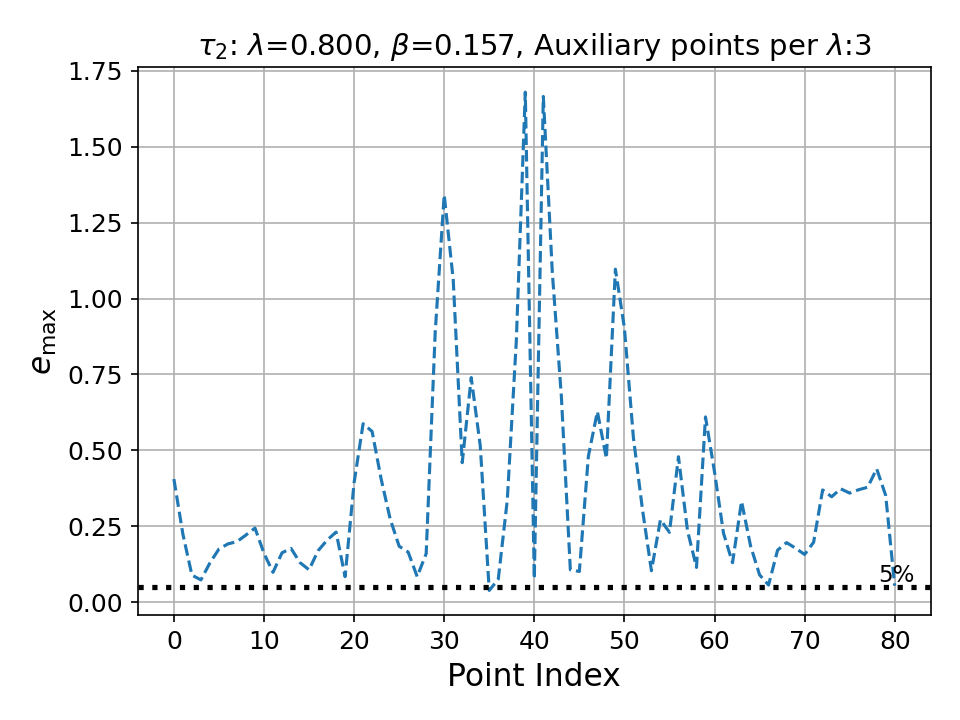 τ₂: λ=0.800, β=0.157, Auxiliary points per λ:3
1.75
1.50
1.25
1.00
0.75
0.50
0.25
0.00
e_max
5%
0 10 20 30 40 50 60 70 80
Point Index